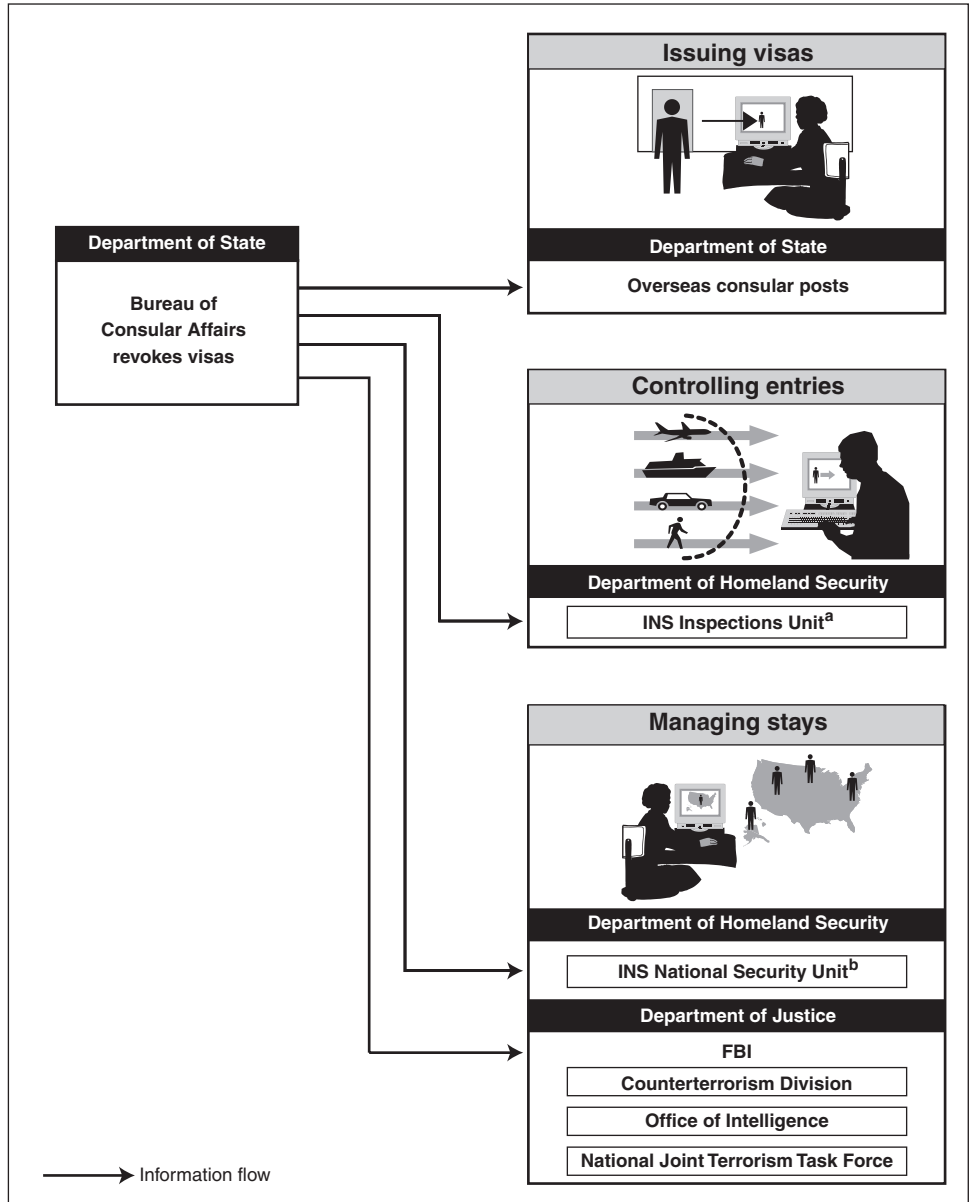 Issuing visas
Department of State
Overseas consular posts
Department of State
Bureau of
Consular Affairs
revokes visas
Controlling entries
Department of Homeland Security
INS Inspections Unitᵃ
Managing stays
Department of Homeland Security
INS National Security Unitᵇ
Department of Justice
FBI
Counterterrorism Division
Office of Intelligence
National Joint Terrorism Task Force
Information flow